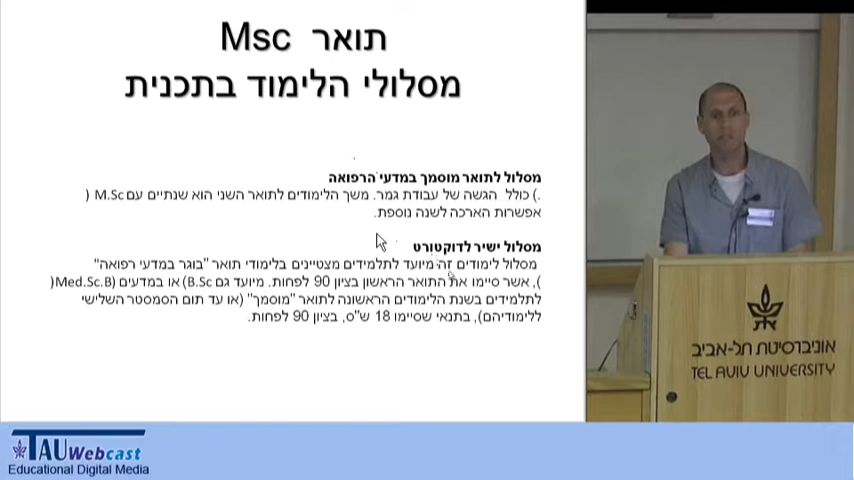 תואר Msc
מסלולי הלימוד בתכנית
מסלול לתואר מוסמך במדעי הרפואה
.) כולל הגשה של עבודת גמר. משך הלימודים לתואר השני הוא שנתיים עם M.Sc (
אפשרות הארכה לשנה נוספת.
מסלול ישיר לדוקטורט
מסלול לימודים זה מיועד לתלמידים מצטיינים בלימודי תואר "בוגר במדעי רפואה"
), אשר סיימו את התואר הראשון בציון 90 לפחות. מיועד גם B.Sc) או במדעים (Med.Sc.B(
לתלמידים בשנת הלימודים הראשונה לתואר "מוסמך" (או עד תום הסמסטר השלישי
ללימודיהם), בתנאי שסיימו 18 ש"ס, בציון 90 לפחות.
אוניברסיטת תל-אביב
TEL AVIV UNIVERSITY
TAU Webcast
Educational Digital Media